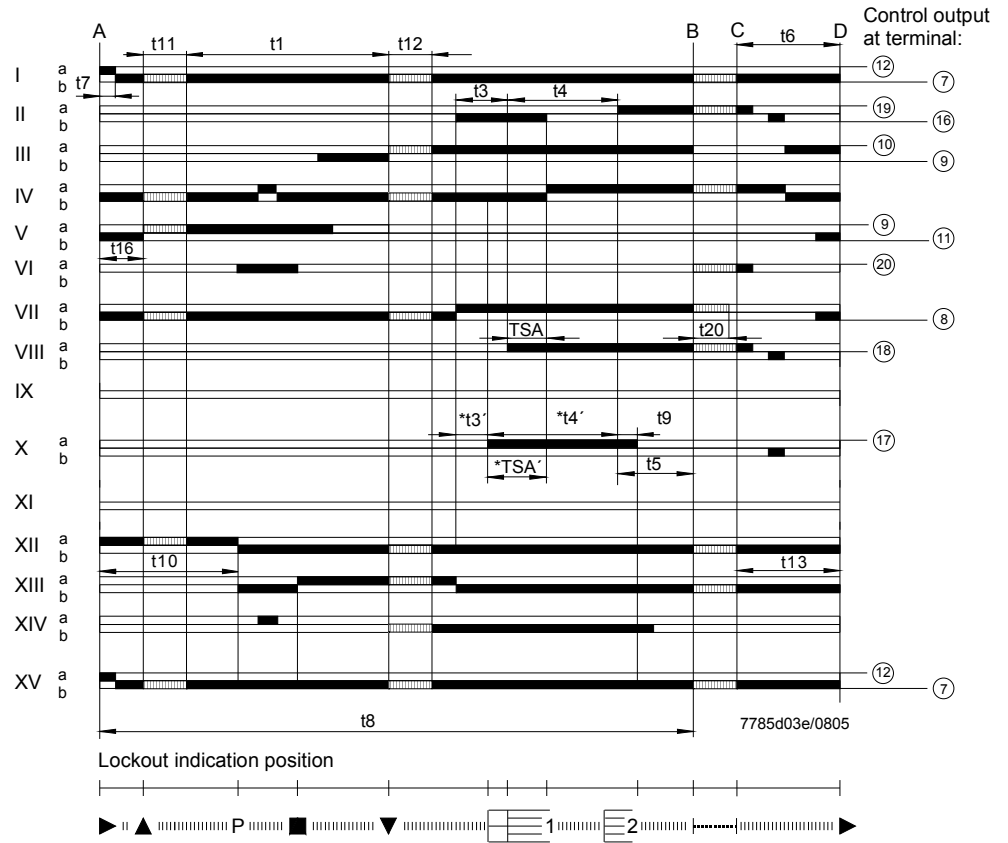 Control output
at terminal:
A B C D
t11 t1 t12 t6
I a b t7 12 7
t3 t4
II a b 19 16
III a b 10 9
IV a b
V a b 9 11
t16
VI a b 20
VII a b 8
TSA t20
VIII a b 18
IX
*t3´ *t4´ t9
X a b 17
*TSA´ t5
XI
XII a b
t10 t13
XIII a b
XIV a b
XV a b 12 7
t8
7785d03e/0805
Lockout indication position
P 1 2